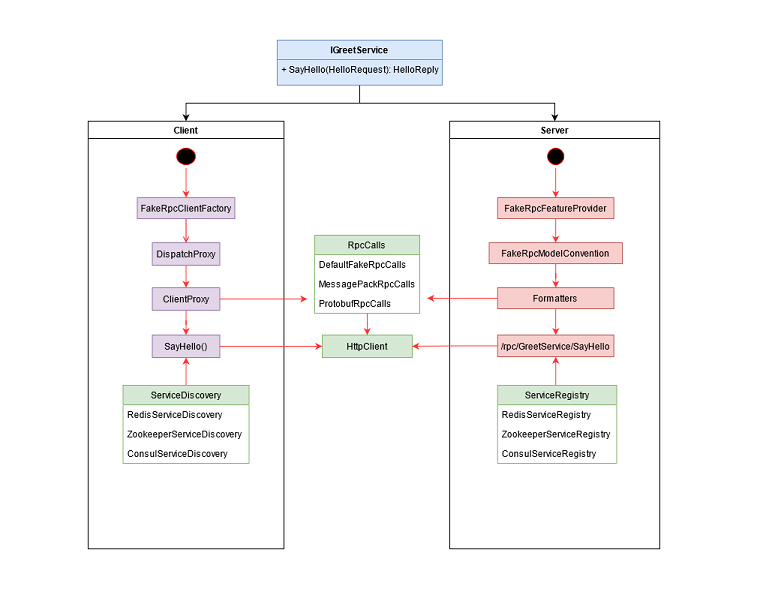 IGreetService
+ SayHello(HelloRequest): HelloReply
Client
FakeRpcClientFactory
DispatchProxy
ClientProxy
SayHello()
ServiceDiscovery
RedisServiceDiscovery
ZookeeperServiceDiscovery
ConsulServiceDiscovery
RpcCalls
DefaultFakeRpcCalls
MessagePackRpcCalls
ProtobufRpcCalls
HttpClient
Server
FakeRpcFeatureProvider
FakeRpcModelConvention
Formatters
/rpc/GreetService/SayHello
ServiceRegistry
RedisServiceRegistry
ZookeeperServiceRegistry
ConsulServiceRegistry